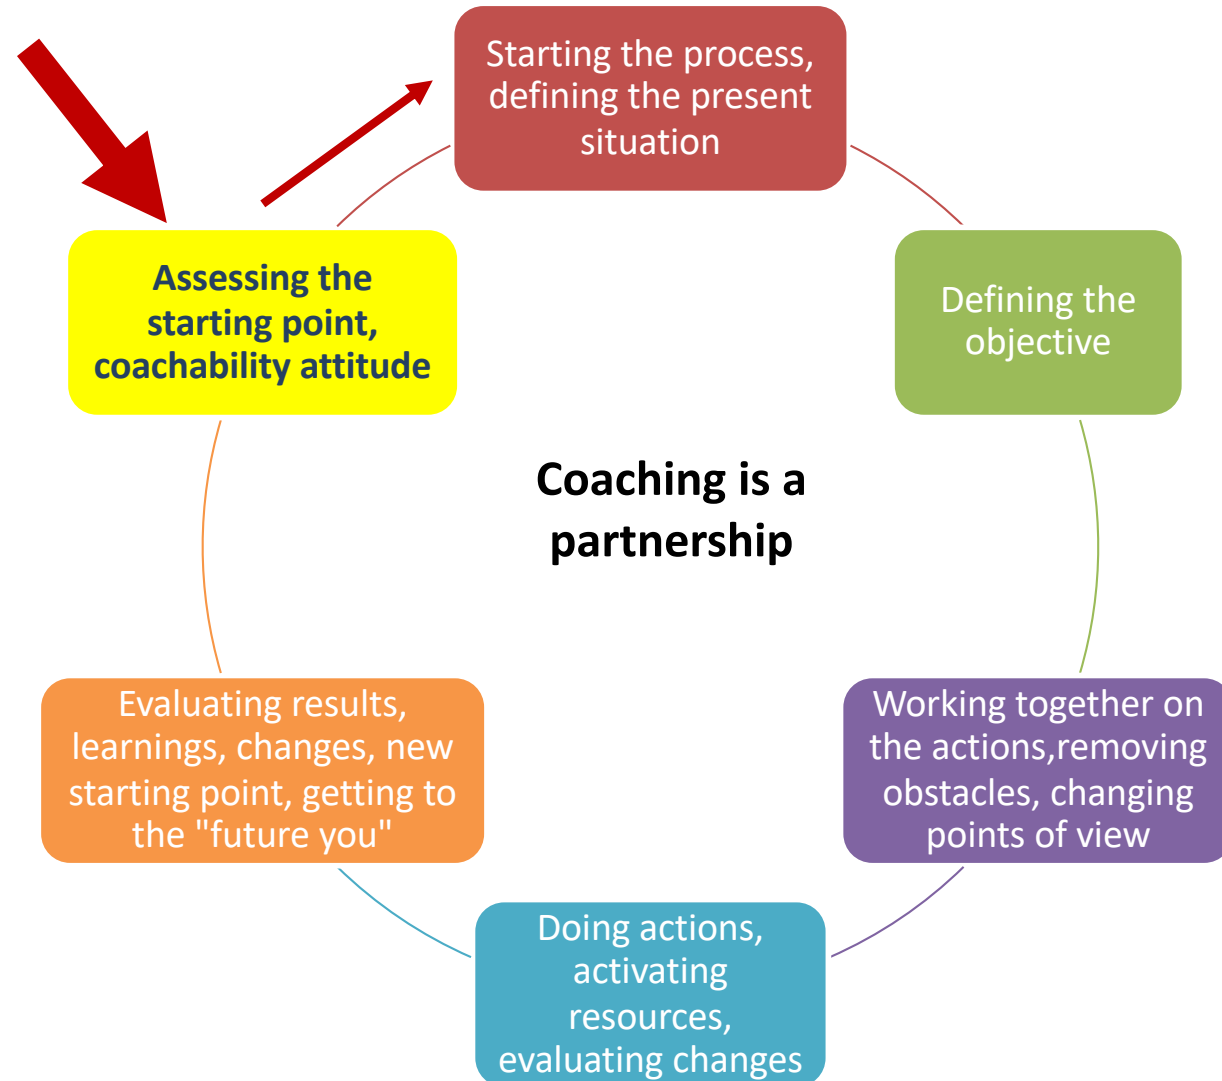 Starting the process,
defining the present
situation
Defining the
objective
Working together on
the actions,removing
obstacles, changing
points of view
Doing actions,
activating
resources,
evaluating changes
Evaluating results,
learnings, changes, new
starting point, getting to
the "future you"
Assessing the
starting point,
coachability attitude
Coaching is a
partnership